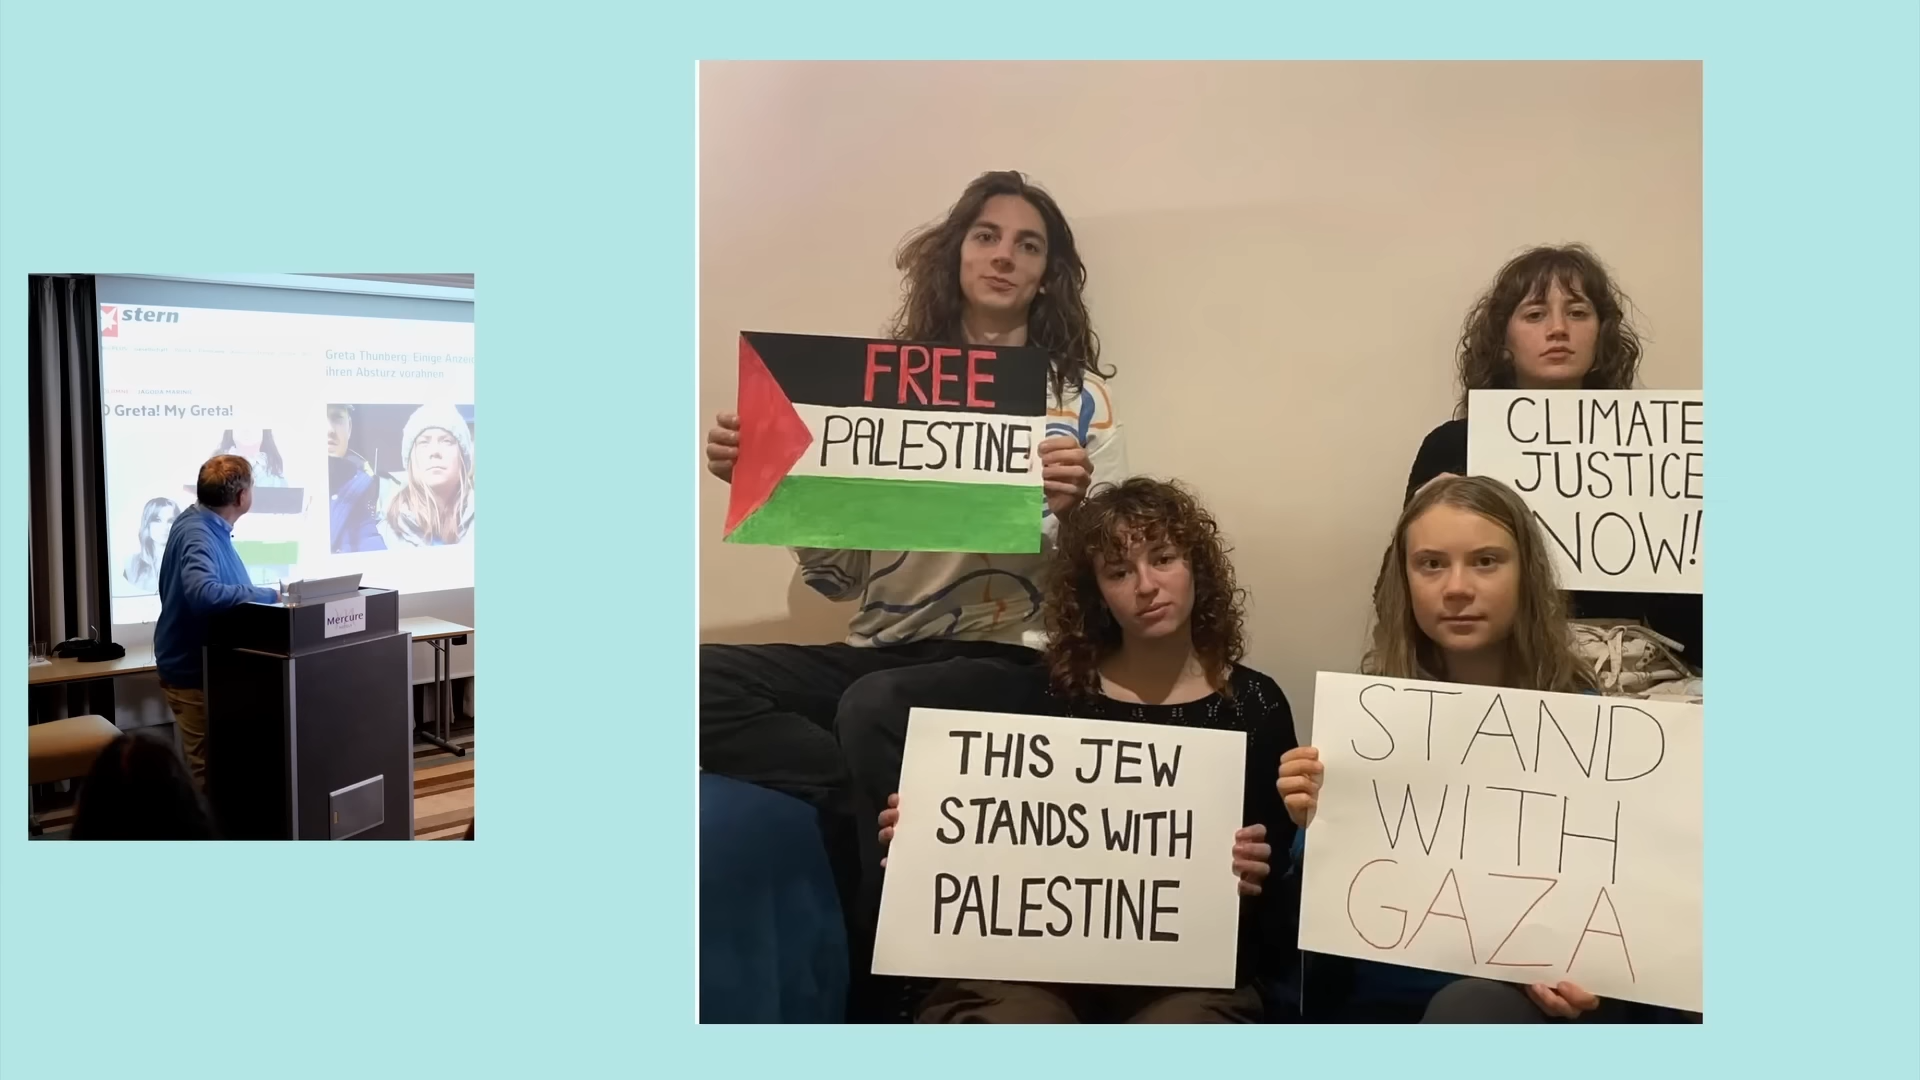 stern
Greta Thunberg: Einige Anzei
ihren Absturz vorahnen
O Greta! My Greta!
Mercure
FREE
PALESTINE
CLIMATE
JUSTICE
NOW!
THIS JEW
STANDS WITH
PALESTINE
STAND
WITH
GAZA